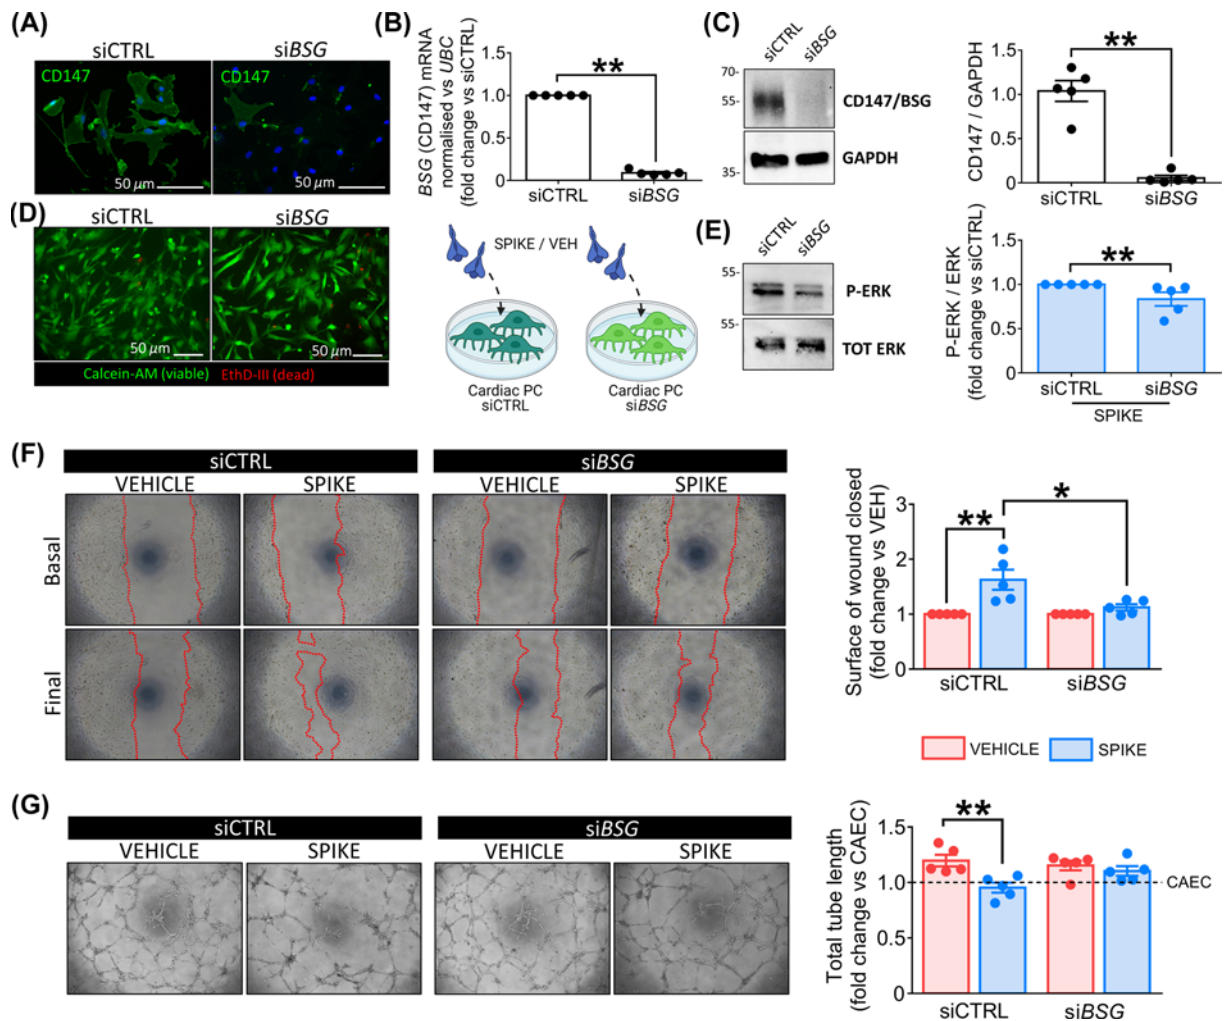 (A)
siCTRL
siBSG
CD147
CD147
50 µm
50 µm
(B)
BSG (CD147) mRNA
normalised vs UBC
(fold change vs siCTRL)
1.5
1.0
0.5
0.0
**
siCTRL
siBSG
(C)
siCTRL
siBSG
70-
55-
35-
CD147/BSG
GAPDH
CD147 / GAPDH
1.5
1.0
0.5
0.0
**
siCTRL
siBSG
(D)
siCTRL
siBSG
50 µm
50 µm
Calcein-AM (viable)
EthD-III (dead)
SPIKE / VEH
Cardiac PC
siCTRL
Cardiac PC
siBSG
(E)
siCTRL
siBSG
55-
55-
P-ERK
TOT ERK
P-ERK / ERK
(fold change vs siCTRL)
1.5
1.0
0.5
0.0
**
siCTRL
siBSG
SPIKE
(F)
siCTRL
siBSG
VEHICLE
SPIKE
VEHICLE
SPIKE
Basal
Final
Surface of wound closed
(fold change vs VEH)
3
2
1
0
**
*
siCTRL
siBSG
VEHICLE
SPIKE
(G)
siCTRL
siBSG
VEHICLE
SPIKE
VEHICLE
SPIKE
Total tube length
(fold change vs CAEC)
1.5
1.0
0.5
0
**
CAEC
siCTRL
siBSG